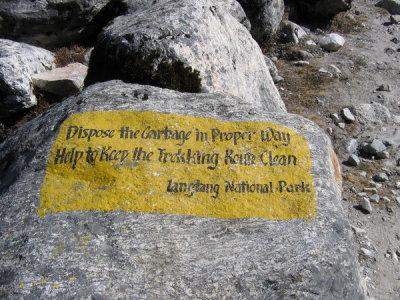 Dispose the Garbage in Proper Way
Help to Keep the Trekking Route Clean
Langtang National Park